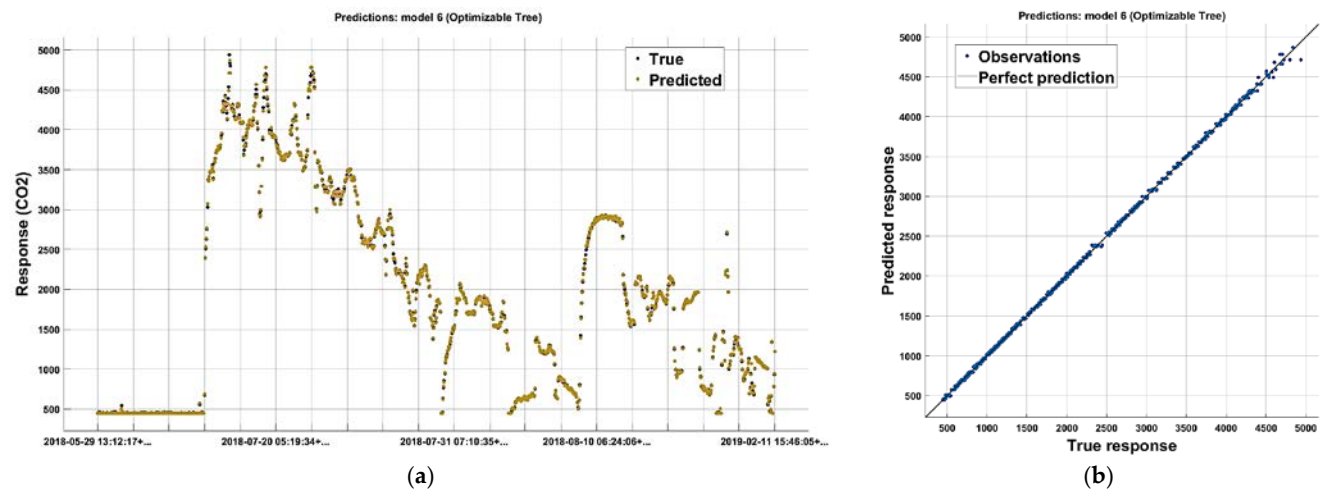 Predictions: model 6 (Optimizable Tree)
True
Predicted
Response (CO2)
5000
4500
4000
3500
3000
2500
2000
1500
1000
500
2018-05-29 13:12:17+...
2018-07-20 05:19:34+...
2018-07-31 07:10:35+...
2018-08-10 06:24:06+...
2019-02-11 15:46:05+...
(a)
Predictions: model 6 (Optimizable Tree)
Observations
Perfect prediction
Predicted response
5000
4500
4000
3500
3000
2500
2000
1500
1000
500
500 1000 1500 2000 2500 3000 3500 4000 4500 5000
True response
(b)